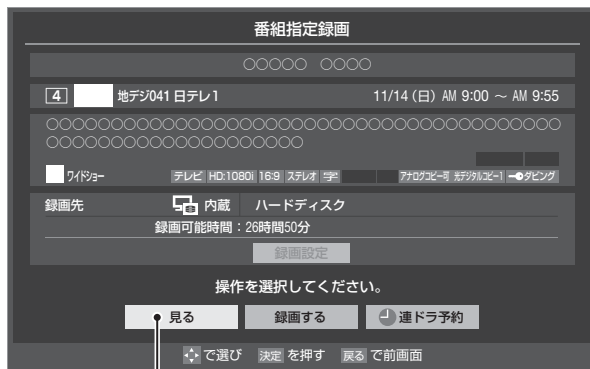 番組指定録画
○○○○○ ○○○○
4 地デジ041 日テレ1 11/14 (日) AM 9:00 ～ AM 9:55
○○○○○○○○○○○○○○○○○○○○○○○○○○○○○○○○○○○
○○○○○○○○○○○○○○○○○○
ワイドショー テレビ HD:1080i 16:9 ステレオ 字 アナログコピー可 光デジタルコピー1 ダビング
録画先 内蔵 ハードディスク
録画可能時間：26時間50分
録画設定
操作を選択してください。
見る 録画する 連ドラ予約
で選び 決定 を押す 戻る で前画面